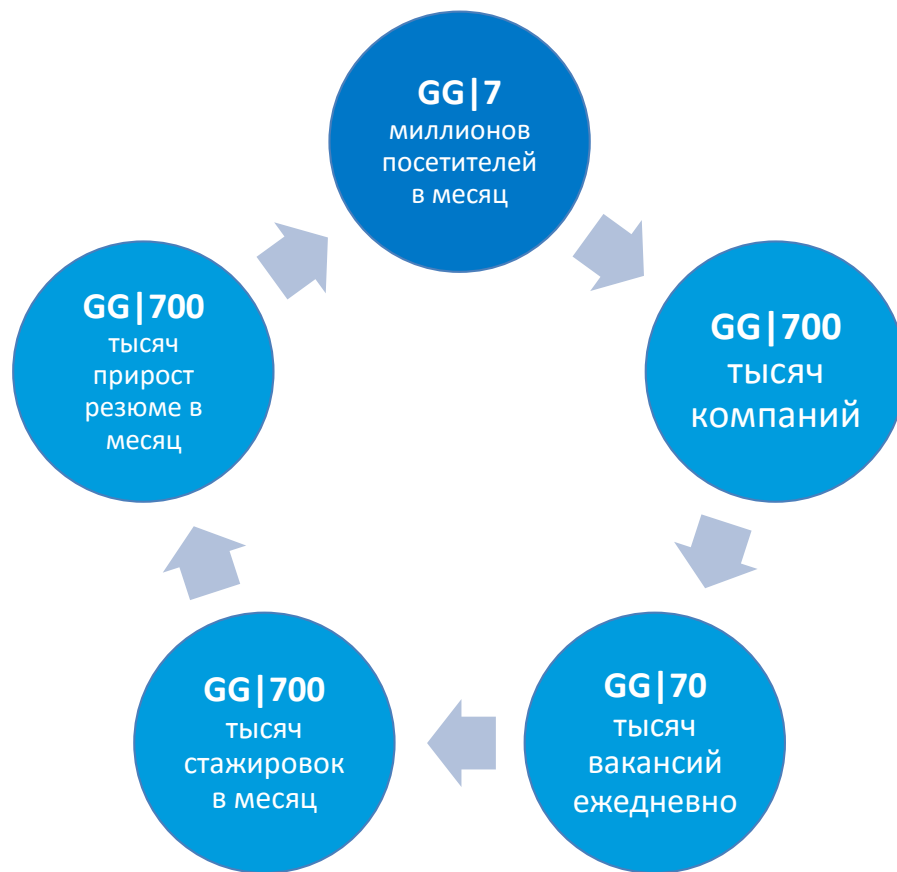 GG|7
миллионов
посетителей
в месяц
GG|700
тысяч
компаний
GG|70
тысяч
вакансий
ежедневно
GG|700
тысяч
стажировок
в месяц
GG|700
тысяч
прирост
резюме в
месяц